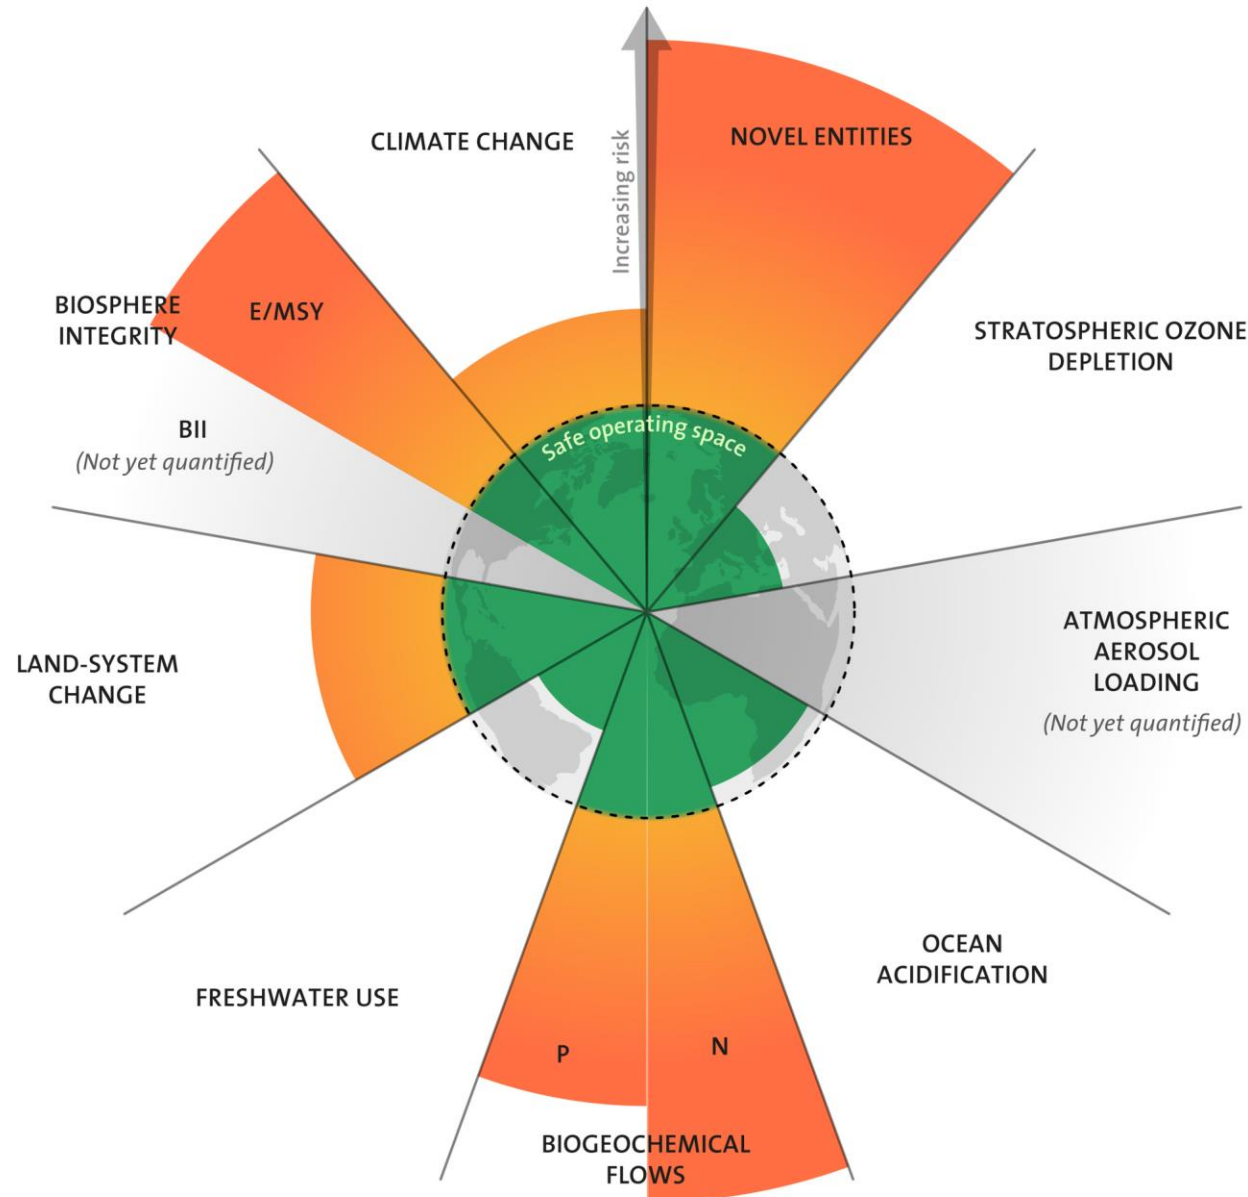 CLIMATE CHANGE
Increasing risk
NOVEL ENTITIES
BIOSPHERE
INTEGRITY
E/MSY
STRATOSPHERIC OZONE
DEPLETION
BII
(Not yet quantified)
Safe operating space
ATMOSPHERIC
AEROSOL
LOADING
(Not yet quantified)
LAND-SYSTEM
CHANGE
FRESHWATER USE
OCEAN
ACIDIFICATION
P
N
BIOGEOCHEMICAL
FLOWS